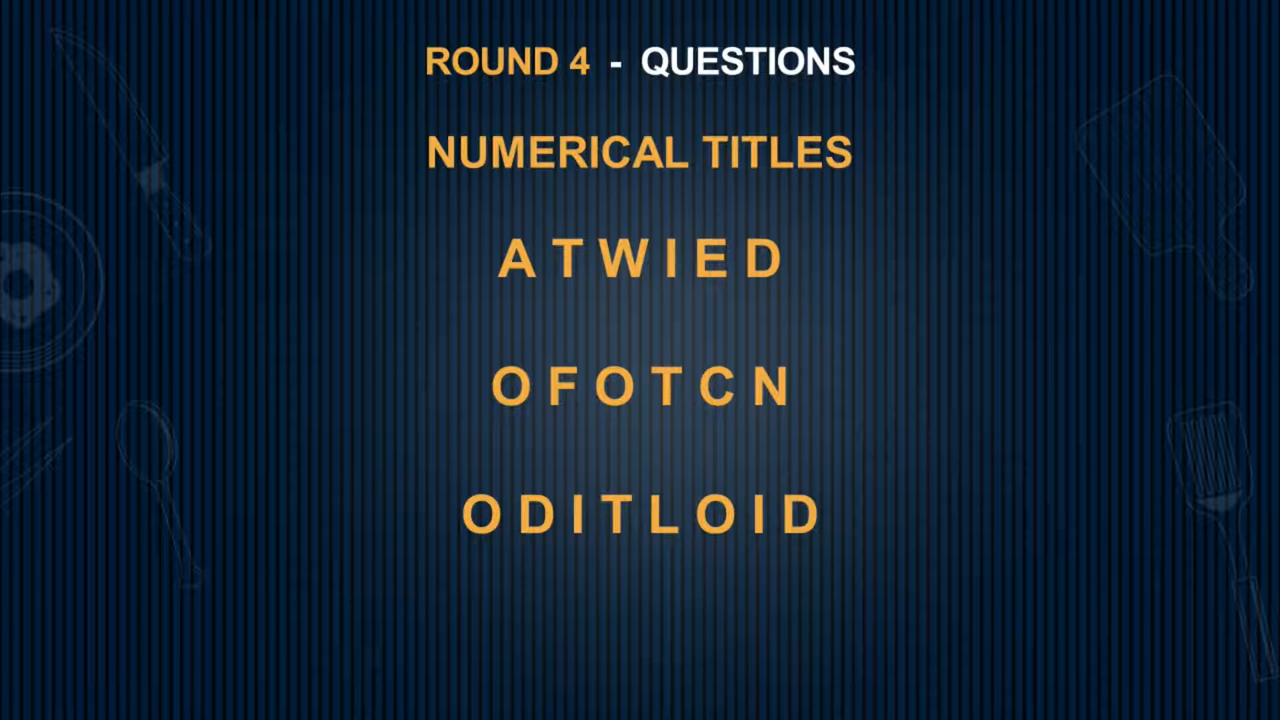 ROUND 4 - QUESTIONS
NUMERICAL TITLES
A T W I E D
O F O T C N
O D I T L O I D